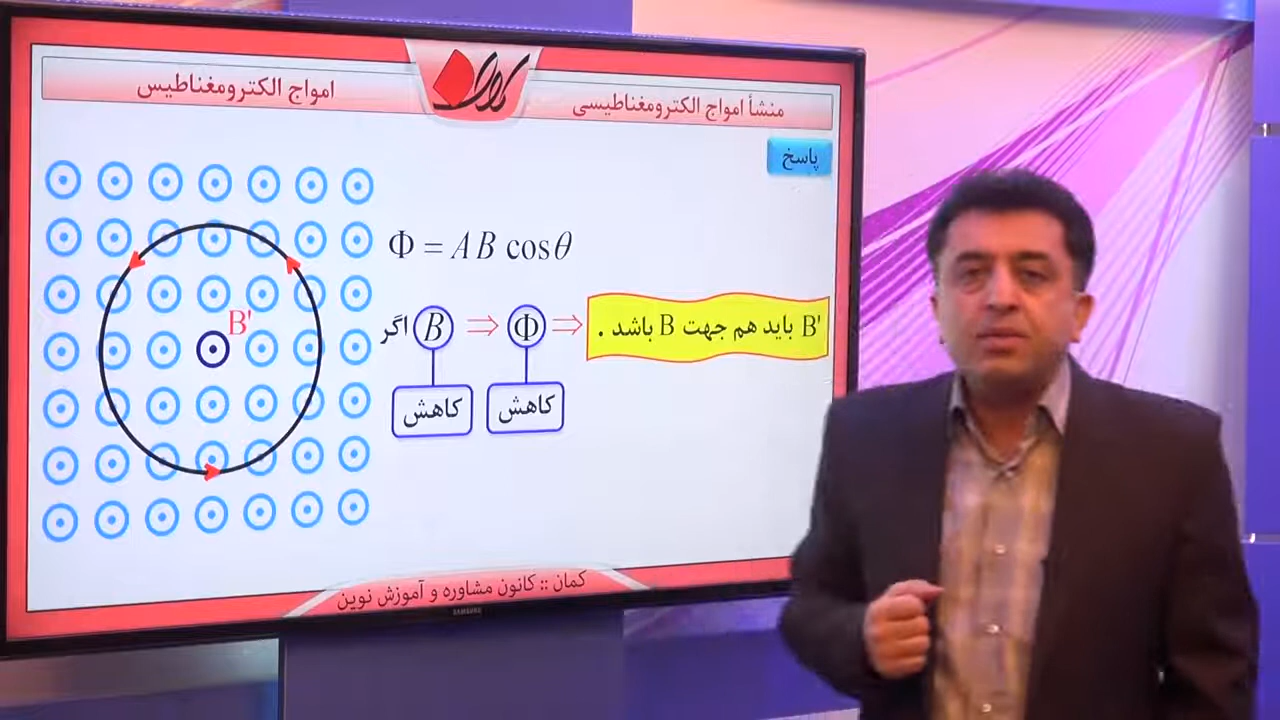 منشأ امواج الکترومغناطیسی
کمان
امواج الکترومغناطیس
پاسخ
Φ = AB cosθ
B'
اگر B ⇒ Φ ⇒ B' باید هم جهت B باشد .
کاهش کاهش
کمان :: کانون مشاوره و آموزش نوین
SAMSUNG